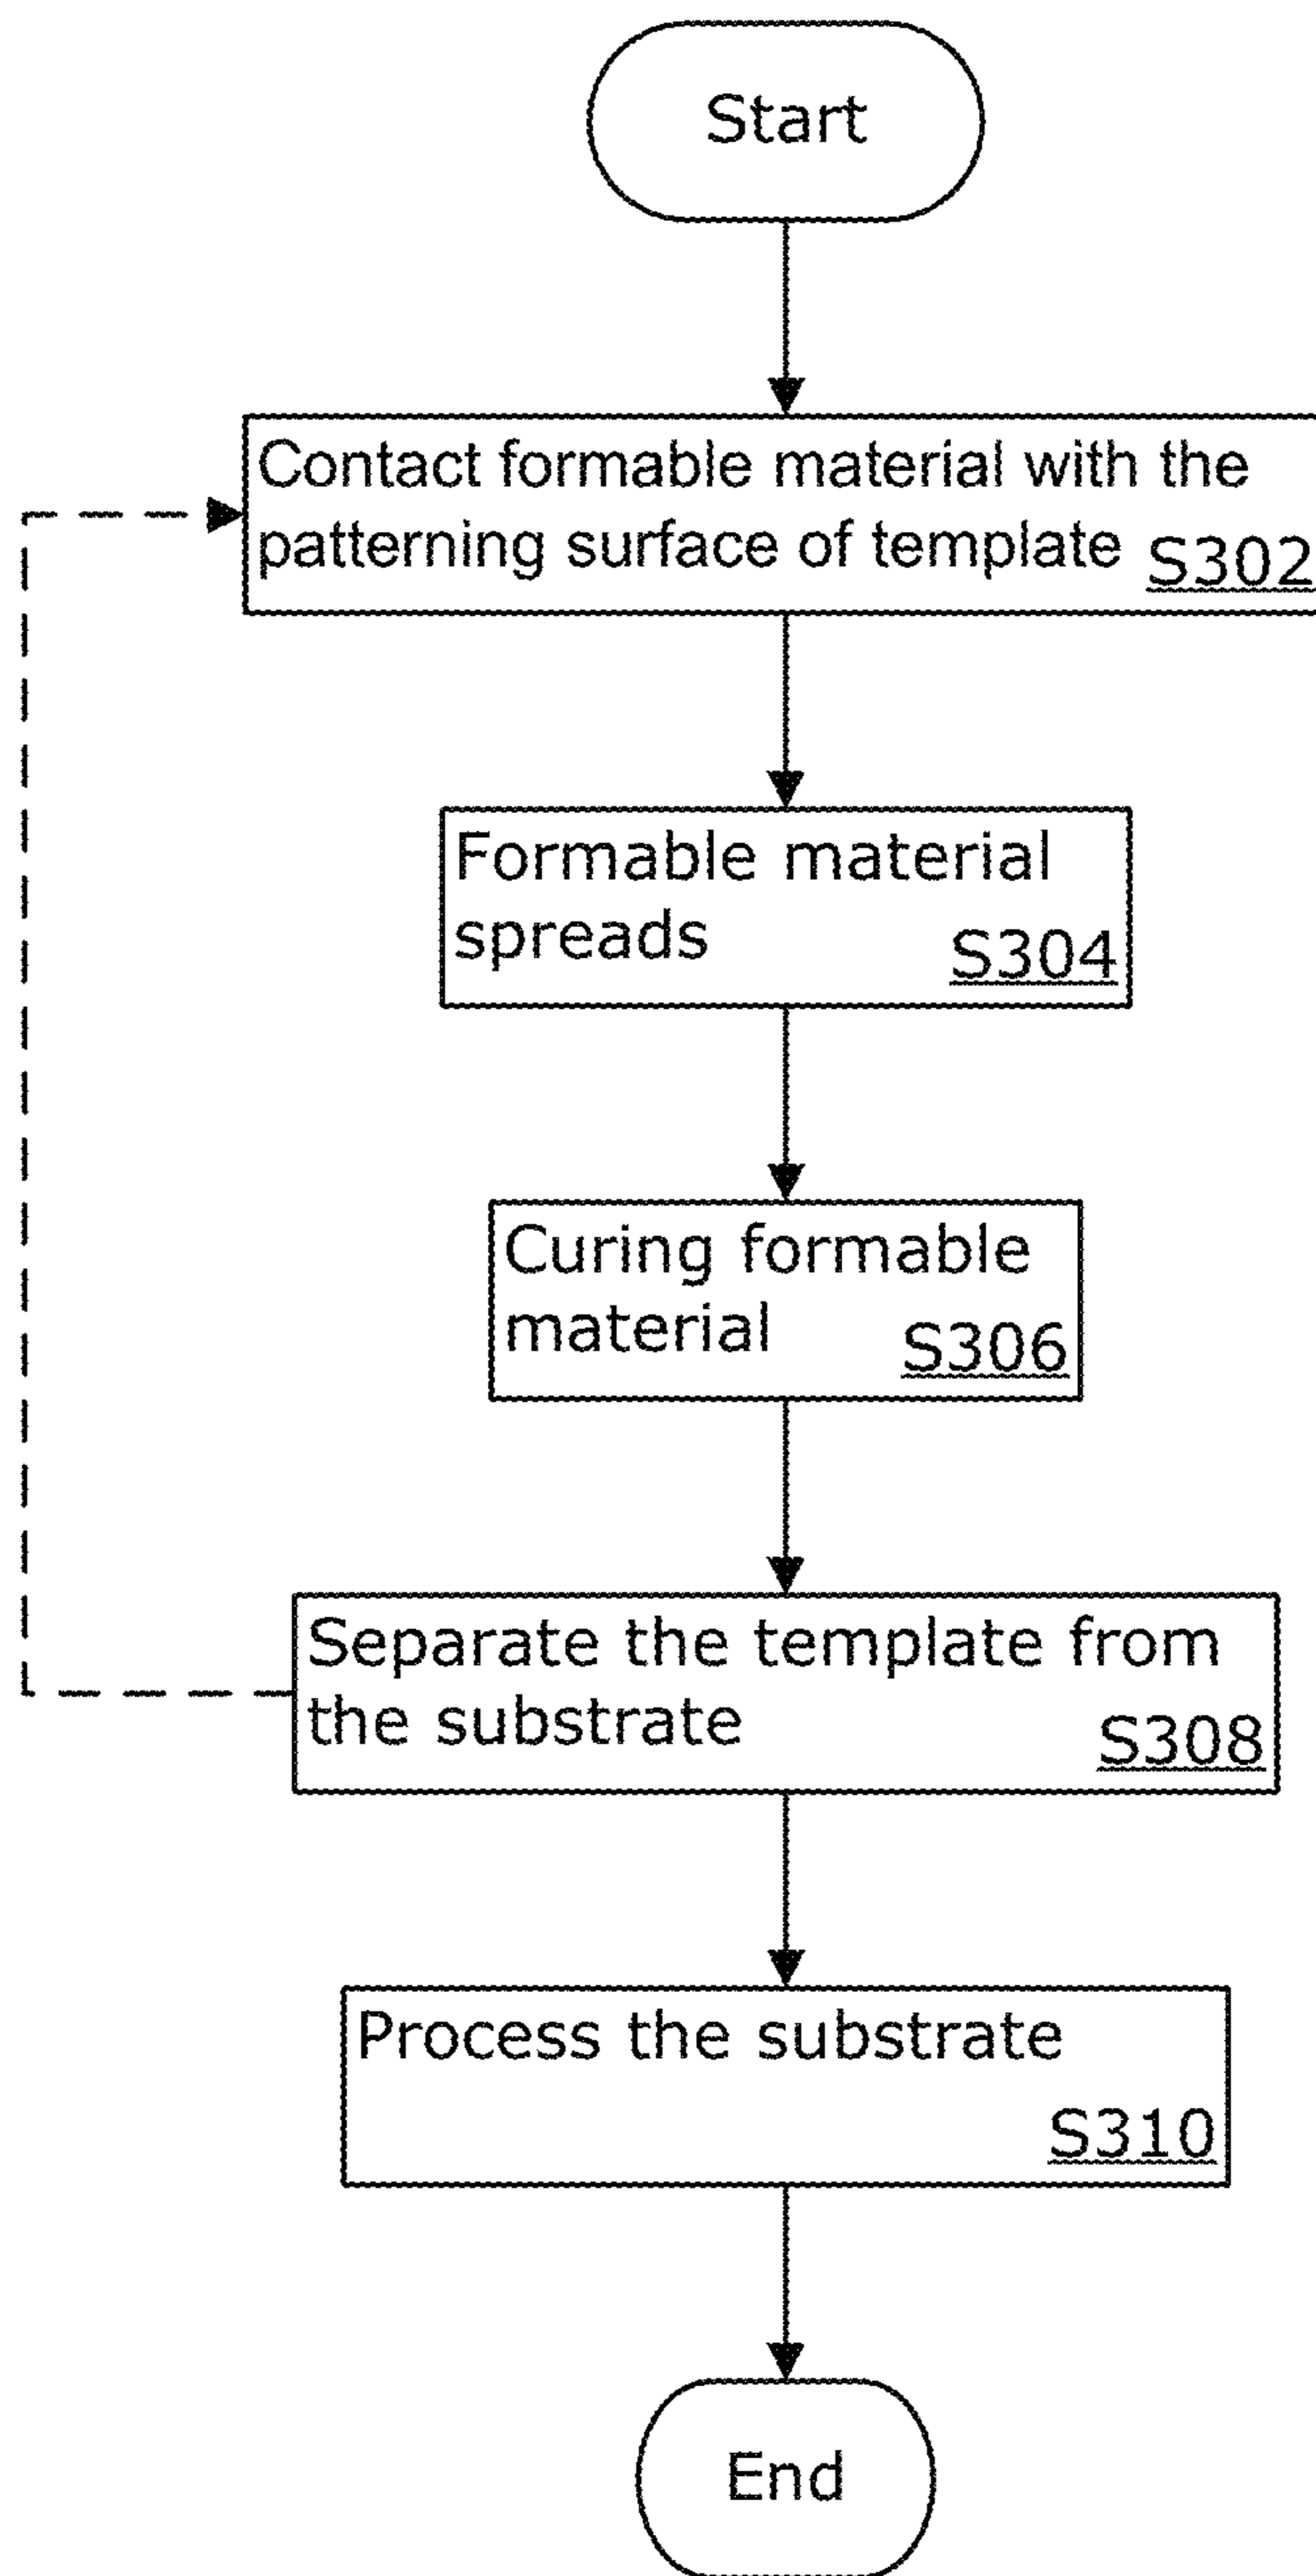 Start
Contact formable material with the
patterning surface of template S302
Formable material
spreads S304
Curing formable
material S306
Separate the template from
the substrate S308
Process the substrate
S310
End